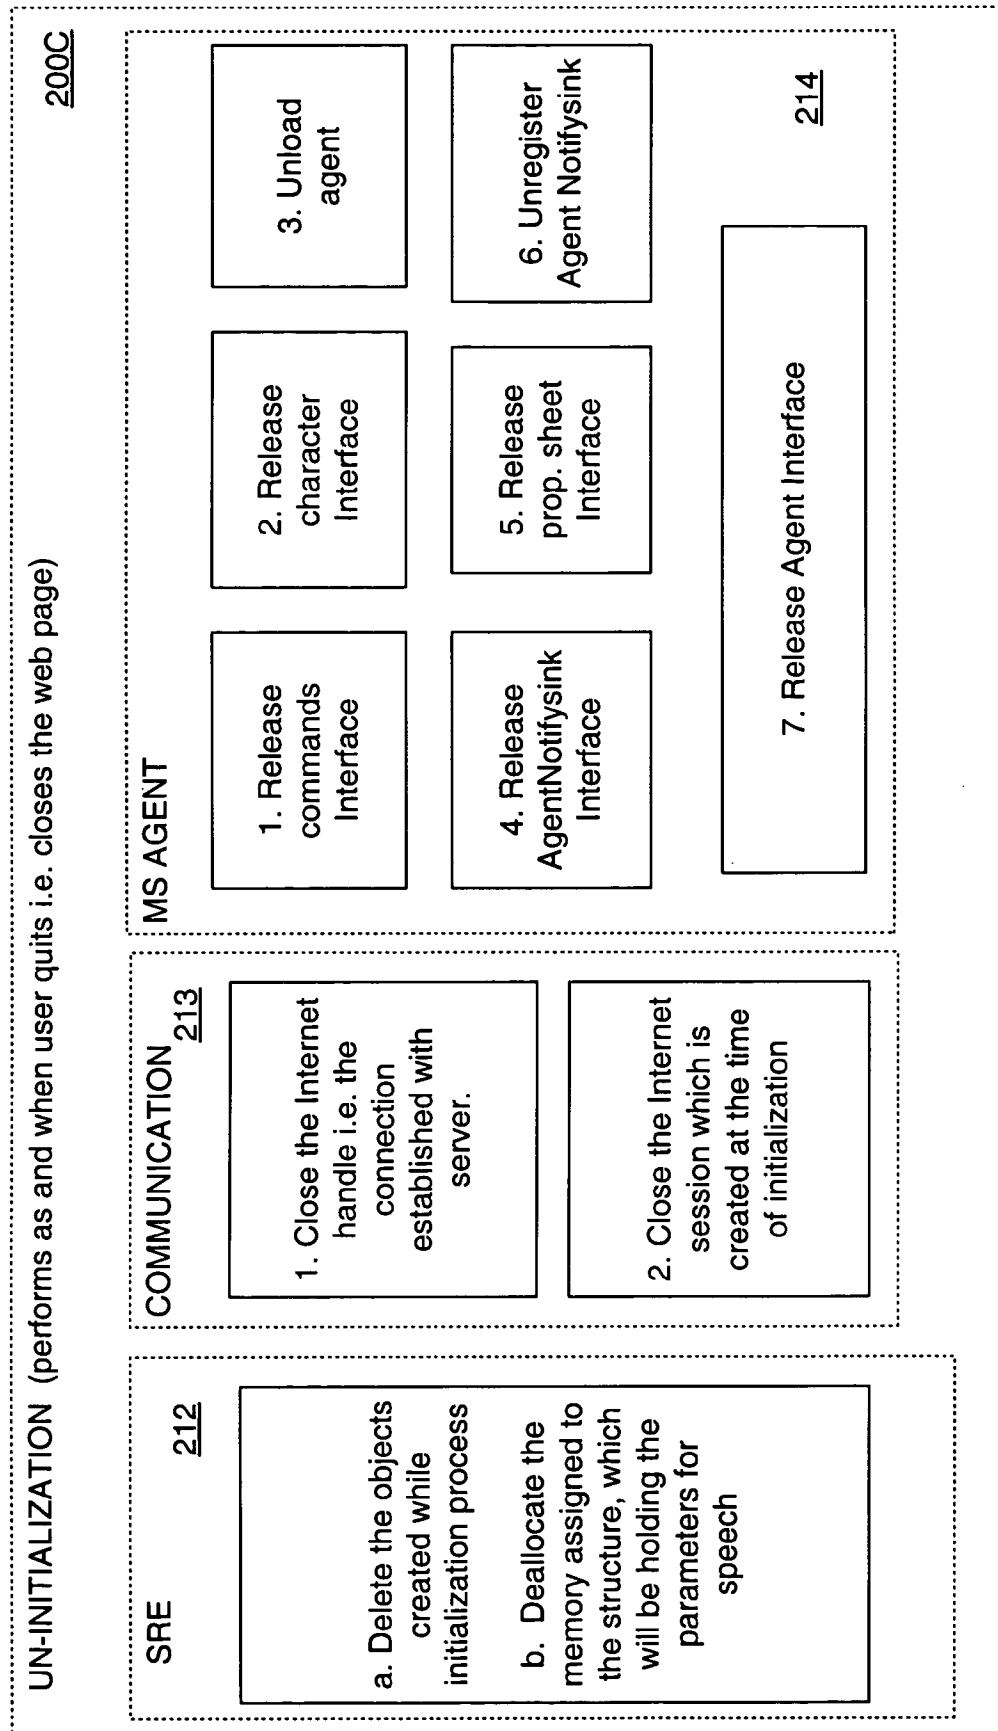 UN-INITIALIZATION (performs as and when user quits i.e. closes the web page)
200C
SRE
212
a. Delete the objects
created while
initialization process
b. Deallocate the
memory assigned to
the structure, which
will be holding the
parameters for
speech
COMMUNICATION
213
1. Close the Internet
handle i.e. the
connection
established with
server.
2. Close the Internet
session which is
created at the time
of initialization
MS AGENT
1. Release
commands
Interface
2. Release
character
Interface
3. Unload
agent
4. Release
AgentNotifysink
Interface
5. Release
prop. sheet
Interface
6. Unregister
Agent Notifysink
7. Release Agent Interface
214